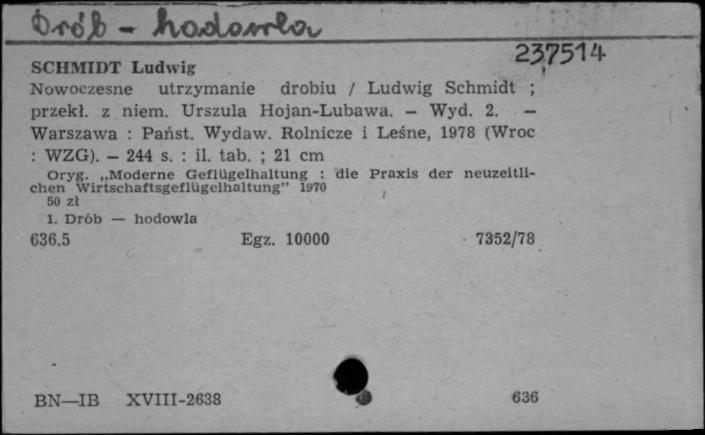 Drób - hodowla
237514
SCHMIDT Ludwig
Nowoczesne utrzymanie drobiu / Ludwig Schmidt ;
przekł. z niem. Urszula Hojan-Lubawa. — Wyd. 2. —
Warszawa : Państ. Wydaw. Rolnicze i Leśne, 1978 (Wroc
: WZG). — 244 s. : il. tab. ; 21 cm
Oryg. „Moderne Geflügelhaltung : die Praxis der neuzeitli-
chen Wirtschaftsgeflügelhaltung” 1970
50 zł
1. Drób — hodowla
636.5 Egz. 10000 7352/78
BN—IB XVIII-2638 636